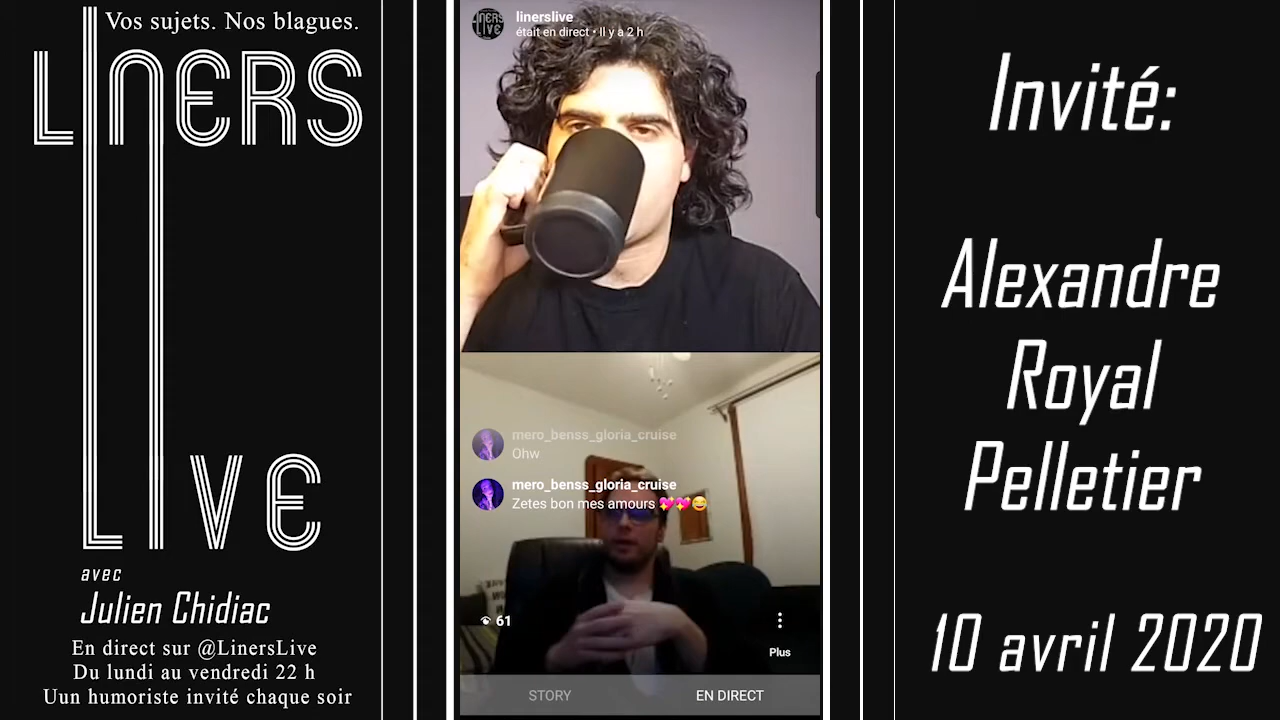 Vos sujets. Nos blagues.
LINERS
LIVE
avec
Julien Chidiac
En direct sur @LinersLive
Du lundi au vendredi 22 h
Uun humoriste invité chaque soir
LINERS
LIVE
linerslive
était en direct • Il y a 2 h
mero_benss_gloria_cruise
Ohw
mero_benss_gloria_cruise
Zetes bon mes amours 💖💖😅
61
Plus
STORY
EN DIRECT
Invité:
Alexandre
Royal
Pelletier
10 avril 2020